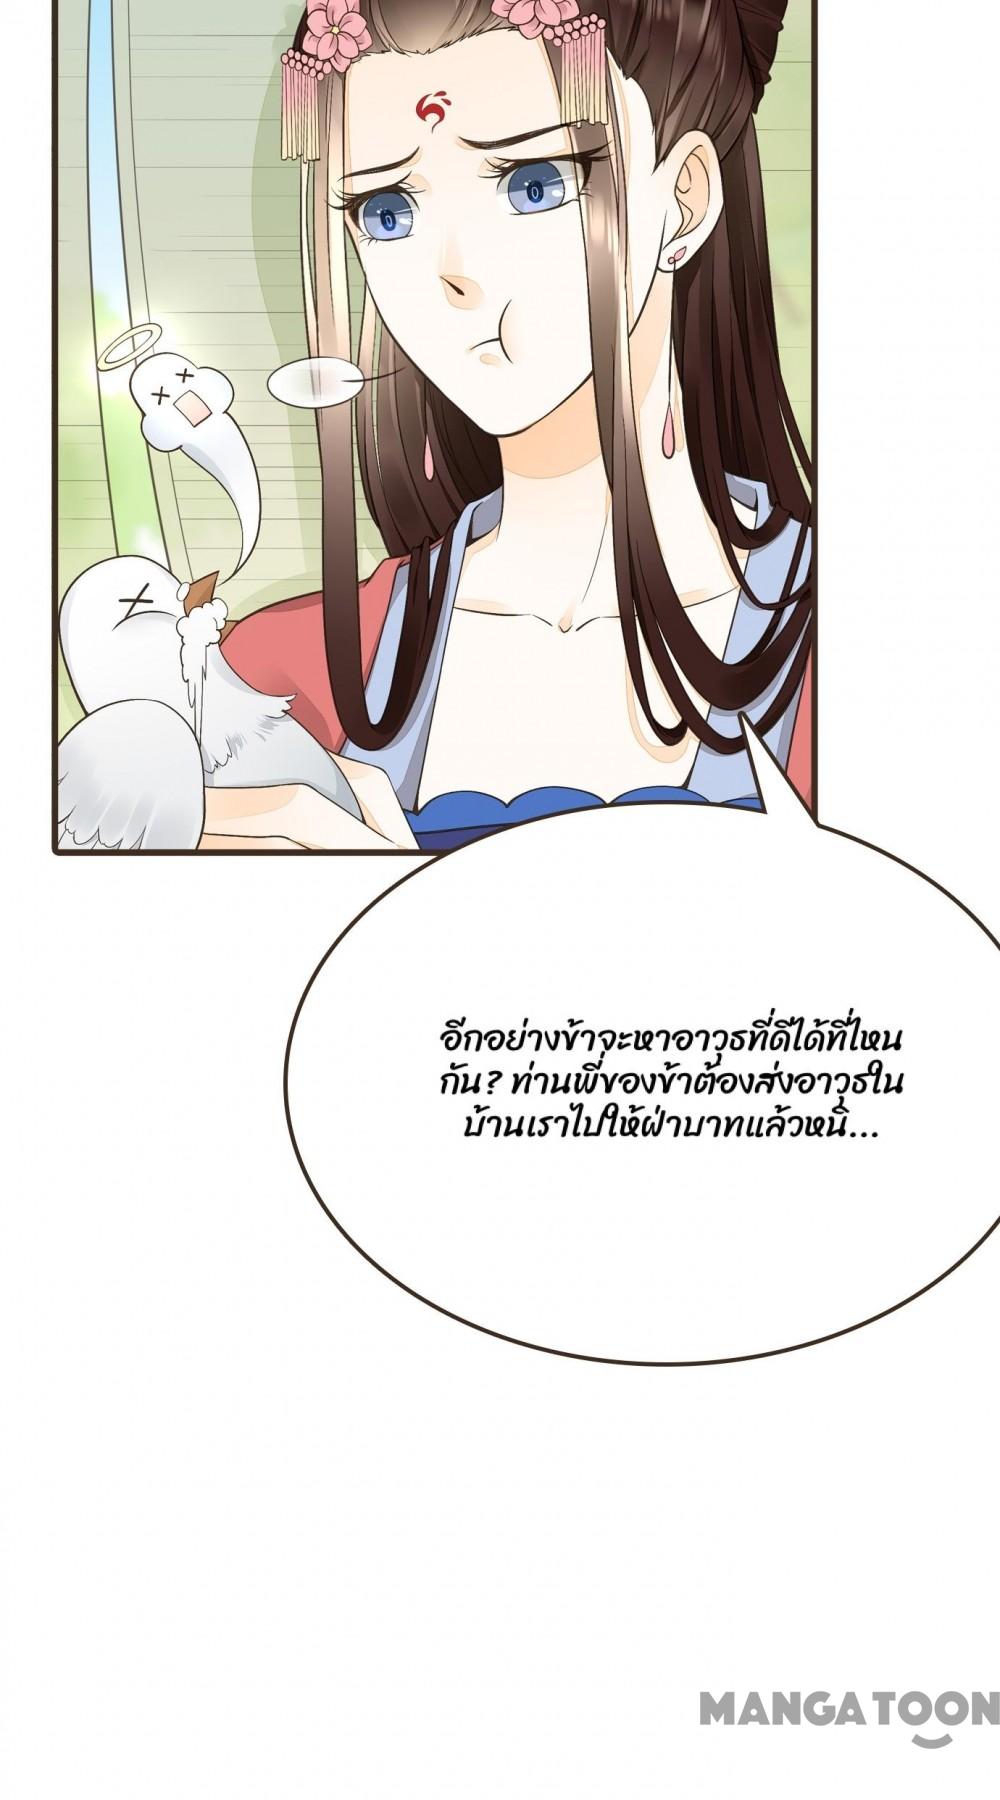 อีกอย่างข้าจะหาอาวุธที่ดีได้ที่ไหน
กัน? ท่านพี่ของข้าต้องส่งอาวุธใน
บ้านเราไปให้ฝ่าบาทแล้วหนิ...
MANGATOON